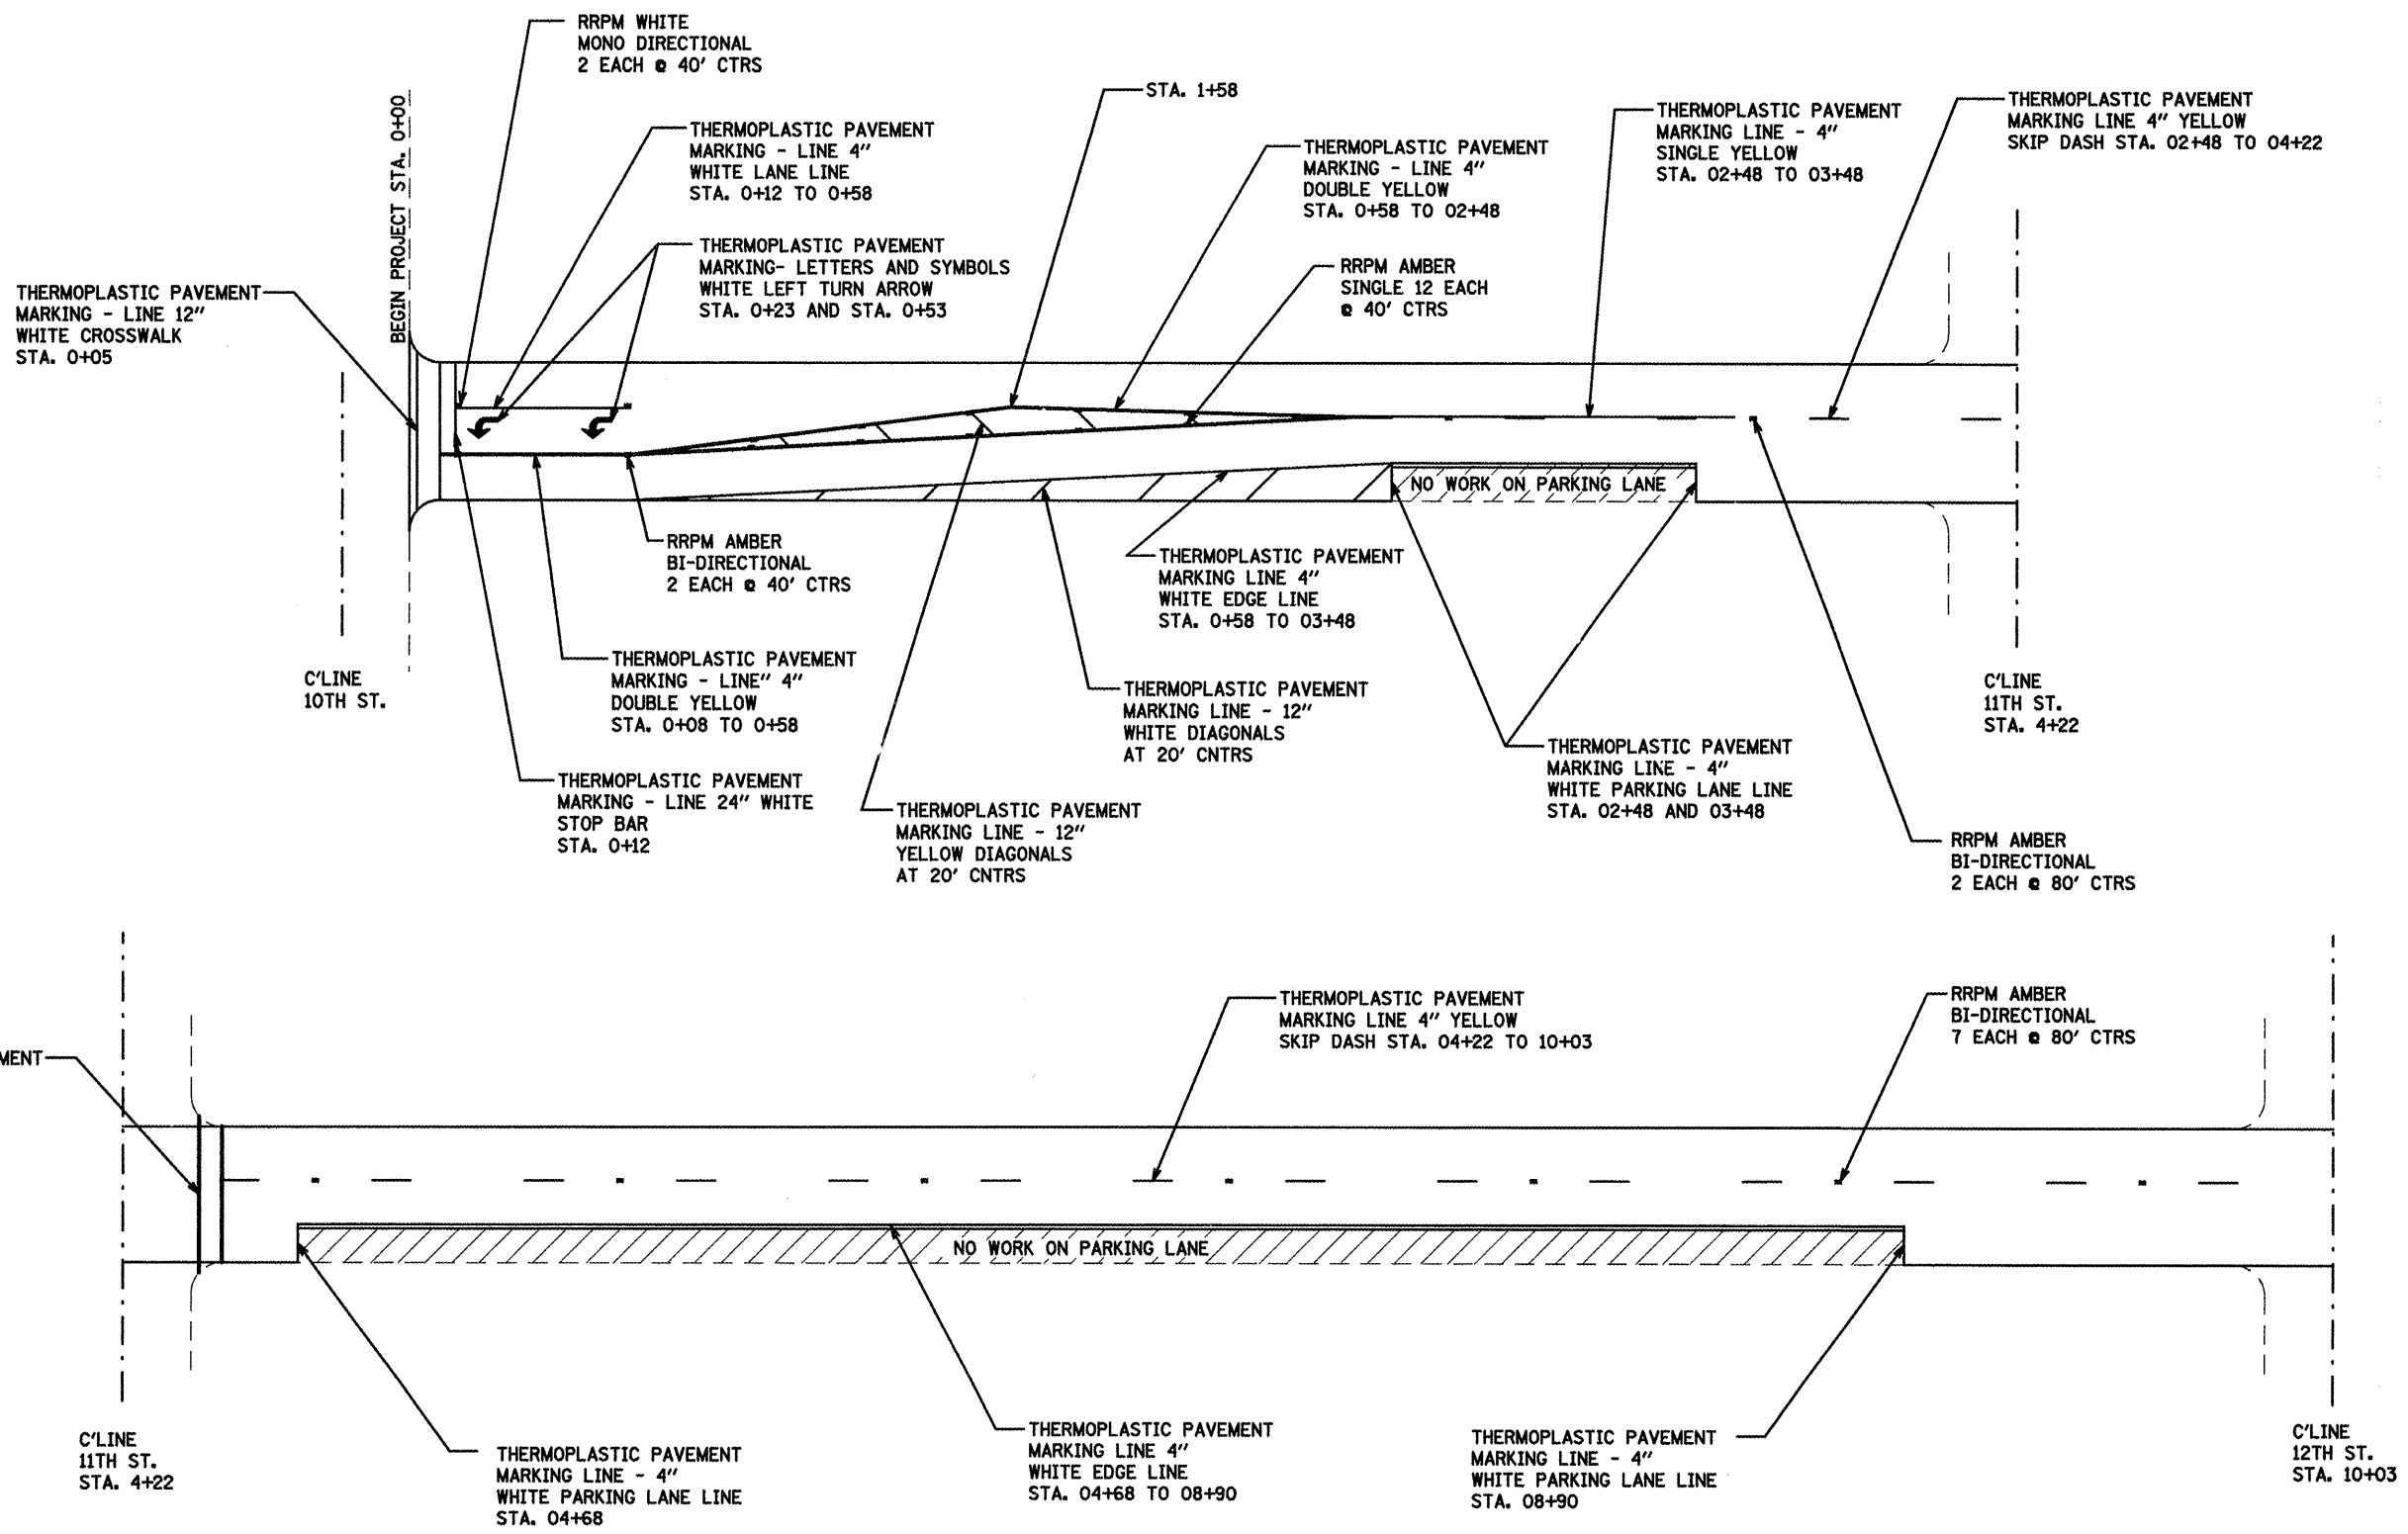 RRPM WHITE
MONO DIRECTIONAL
2 EACH @ 40' CTRS
STA. 1+58
THERMOPLASTIC PAVEMENT
MARKING LINE 4" YELLOW
SKIP DASH STA. 02+48 TO 04+22
THERMOPLASTIC PAVEMENT
MARKING LINE - 4"
SINGLE YELLOW
STA. 02+48 TO 03+48
BEGIN PROJECT STA. 0+00
THERMOPLASTIC PAVEMENT
MARKING - LINE 4"
WHITE LANE LINE
STA. 0+12 TO 0+58
THERMOPLASTIC PAVEMENT
MARKING - LINE 4"
DOUBLE YELLOW
STA. 0+58 TO 02+48
THERMOPLASTIC PAVEMENT
MARKING- LETTERS AND SYMBOLS
WHITE LEFT TURN ARROW
STA. 0+23 AND STA. 0+53
RRPM AMBER
SINGLE 12 EACH
@ 40' CTRS
THERMOPLASTIC PAVEMENT
MARKING - LINE 12"
WHITE CROSSWALK
STA. 0+05
NO WORK ON PARKING LANE
RRPM AMBER
BI-DIRECTIONAL
2 EACH @ 40' CTRS
THERMOPLASTIC PAVEMENT
MARKING LINE 4"
WHITE EDGE LINE
STA. 0+58 TO 03+48
C'LINE
10TH ST.
THERMOPLASTIC PAVEMENT
MARKING - LINE" 4"
DOUBLE YELLOW
STA. 0+08 TO 0+58
THERMOPLASTIC PAVEMENT
MARKING LINE - 12"
WHITE DIAGONALS
AT 20' CNTRS
C'LINE
11TH ST.
STA. 4+22
THERMOPLASTIC PAVEMENT
MARKING LINE - 4"
WHITE PARKING LANE LINE
STA. 02+48 AND 03+48
THERMOPLASTIC PAVEMENT
MARKING - LINE 24" WHITE
STOP BAR
STA. 0+12
THERMOPLASTIC PAVEMENT
MARKING LINE - 12"
YELLOW DIAGONALS
AT 20' CNTRS
RRPM AMBER
BI-DIRECTIONAL
2 EACH @ 80' CTRS
THERMOPLASTIC PAVEMENT
MARKING LINE 4" YELLOW
SKIP DASH STA. 04+22 TO 10+03
RRPM AMBER
BI-DIRECTIONAL
7 EACH @ 80' CTRS
MENT
NO WORK ON PARKING LANE
C'LINE
11TH ST.
STA. 4+22
THERMOPLASTIC PAVEMENT
MARKING LINE - 4"
WHITE PARKING LANE LINE
STA. 04+68
THERMOPLASTIC PAVEMENT
MARKING LINE 4"
WHITE EDGE LINE
STA. 04+68 TO 08+90
THERMOPLASTIC PAVEMENT
MARKING LINE - 4"
WHITE PARKING LANE LINE
STA. 08+90
C'LINE
12TH ST.
STA. 10+03